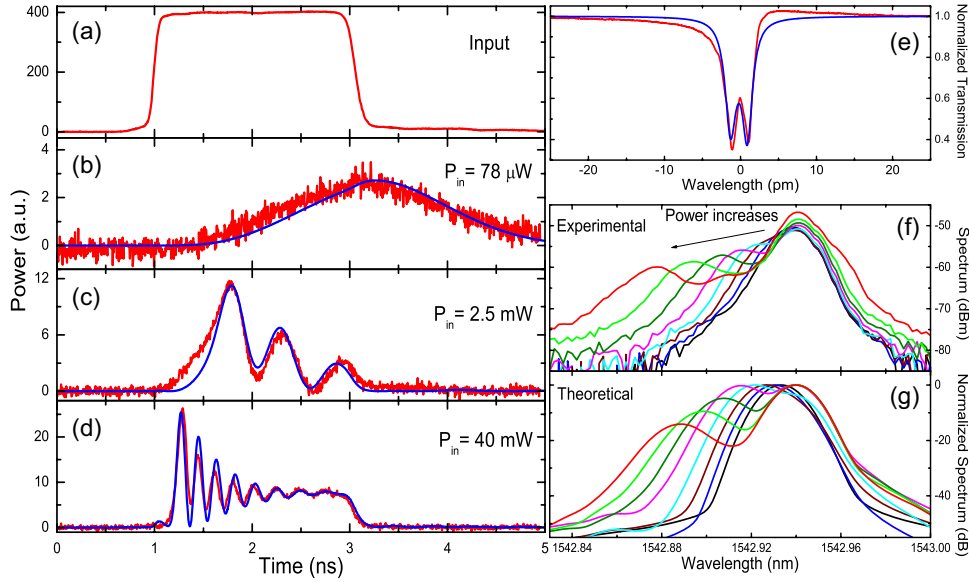 (a)
Input
400
200
0
(b)
P_in = 78 μW
4
2
0
(c)
P_in = 2.5 mW
12
6
0
(d)
P_in = 40 mW
20
10
0
0 1 2 3 4 5
Time (ns)
Power (a.u.)
(e)
1.0
0.8
0.6
0.4
Normalized Transmission
-20 -10 0 10 20
Wavelength (pm)
Experimental
Power increases
(f)
-50
-60
-70
-80
Spectrum (dBm)
Theoretical
(g)
0
-20
-40
Normalized Spectrum (dB)
1542.84 1542.88 1542.92 1542.96 1543.00
Wavelength (nm)